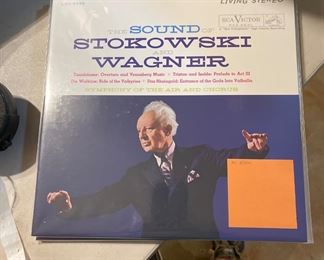 LIVING STEREO
RCA VICTOR
THE SOUND OF
STOKOWSKI
AND
WAGNER
Tannhäuser: Overture and Venusberg Music • Tristan und Isolde: Prelude to Act III
Die Walküre: Ride of the Valkyries • Das Rheingold: Entrance of the Gods Into Valhalla
SYMPHONY OF THE AIR AND CHORUS